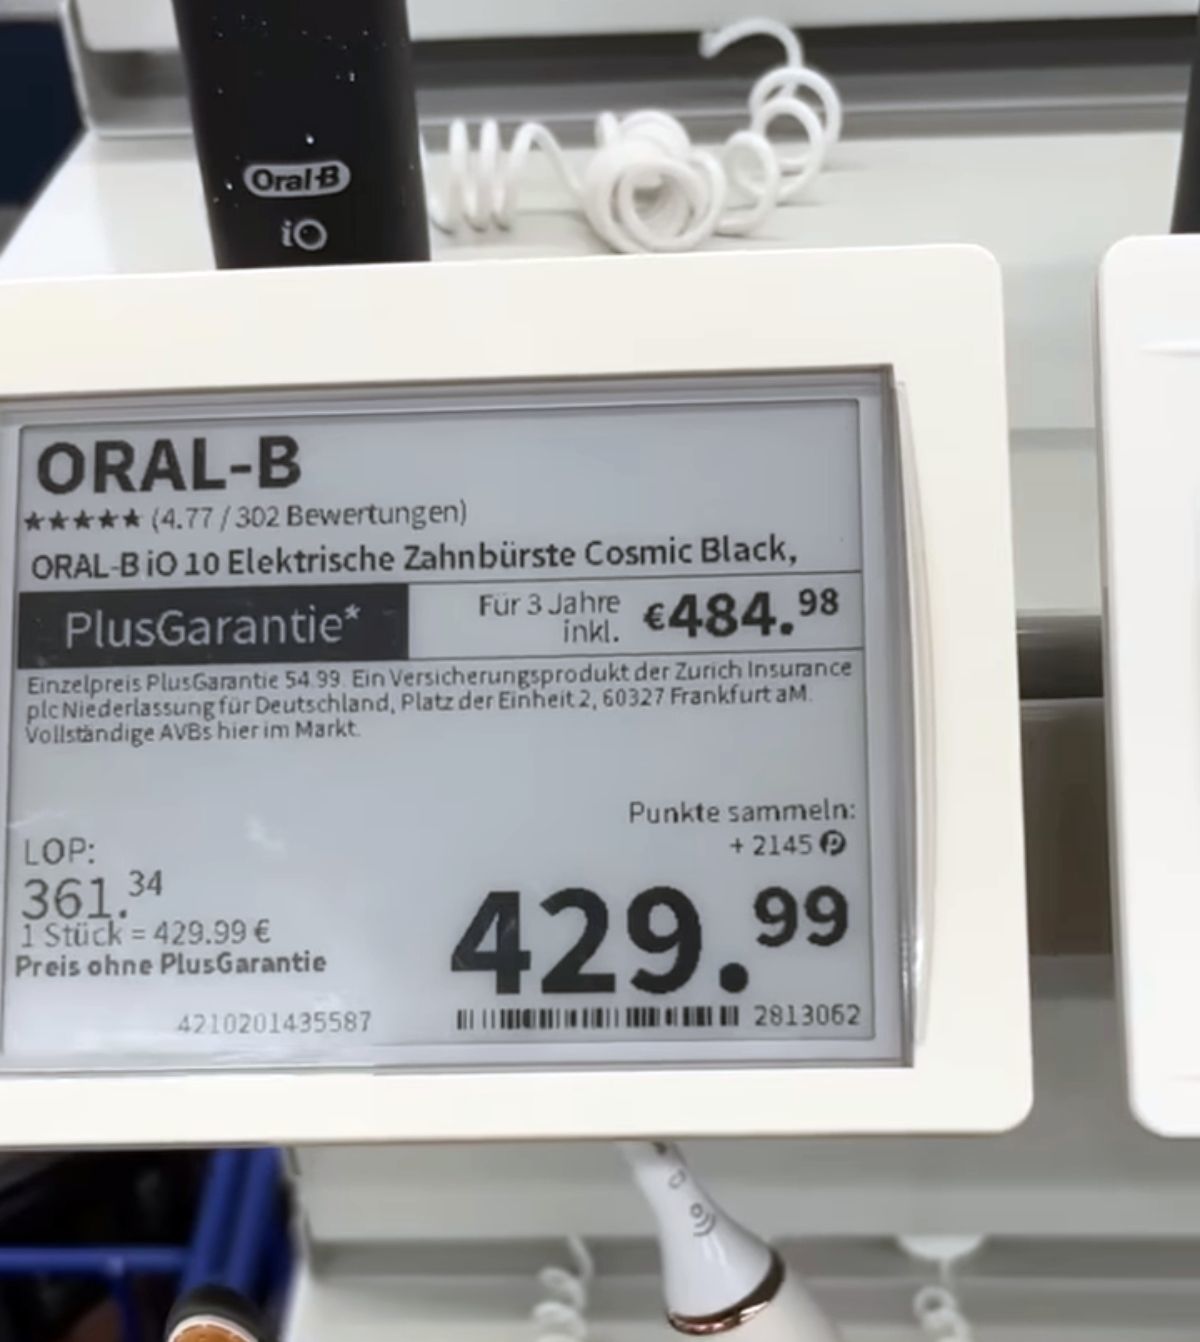 Oral-B
iO
ORAL-B
★★★★★ (4.77 / 302 Bewertungen)
ORAL-B iO 10 Elektrische Zahnbürste Cosmic Black,
PlusGarantie*
Für 3 Jahre
inkl.
€484.98
Einzelpreis PlusGarantie 54.99. Ein Versicherungsprodukt der Zurich Insurance
plc Niederlassung für Deutschland, Platz der Einheit 2, 60327 Frankfurt aM.
Vollständige AVBs hier im Markt.
Punkte sammeln:
+ 2145 P
LOP:
361.34
1 Stück = 429.99 €
Preis ohne PlusGarantie
429.99
4210201435587
2813062